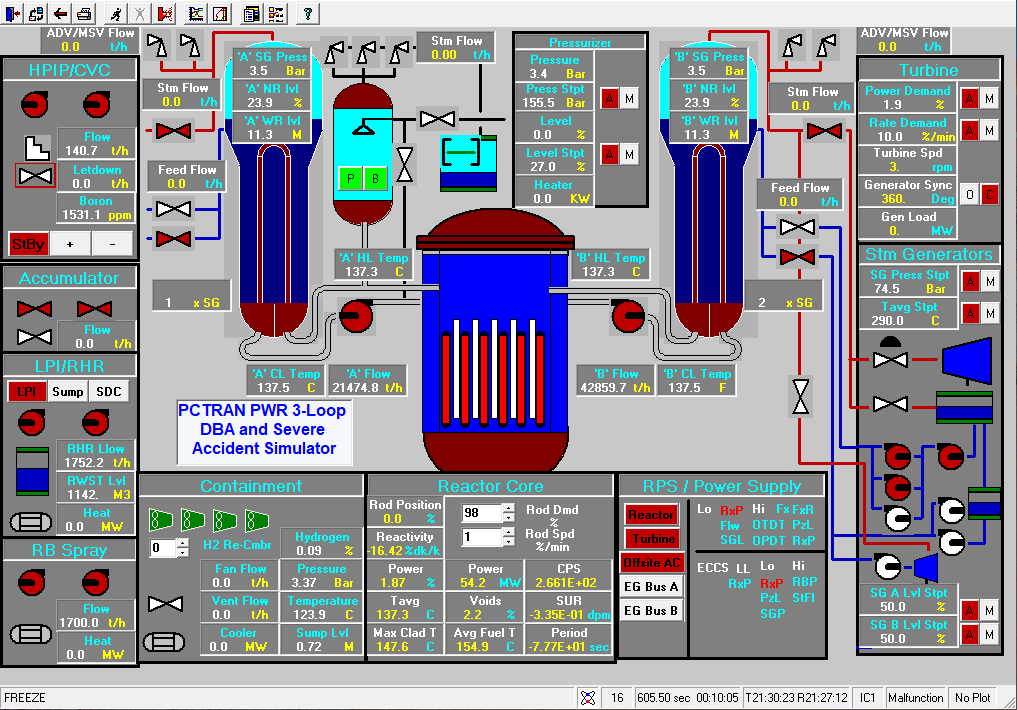 ADV/MSV Flow
0.0 t/h
HPIP/CVC
Flow
140.7 t/h
Letdown
0.0 t/h
Boron
1531.1 ppm
StBy + -
Accumulator
Flow
0.0 t/h
LPI/RHR
LPI Sump SDC
RHR Llow
1752.2 t/h
RWST Lvl
1142. M3
Heat
0.0 MW
RB Spray
Flow
1700.0 t/h
Heat
0.0 MW
Stm Flow
0.0 t/h
Feed Flow
0.0 t/h
1 x SG
'A' SG Press
3.5 Bar
'A' NR lvl
23.9 %
'A' WR lvl
11.3 M
Stm Flow
0.00 t/h
P B
'A' HL Temp
137.3 C
'A' CL Temp
137.5 C
'A' Flow
21474.8 t/h
PCTRAN PWR 3-Loop
DBA and Severe
Accident Simulator
Pressurizer
Pressure
3.4 Bar
Press Stpt
155.5 Bar
A M
Level
0.0 %
Level Stpt
27.0 %
A M
Heater
0.0 KW
'B' SG Press
3.5 Bar
'B' NR lvl
23.9 %
'B' WR lvl
11.3 M
'B' HL Temp
137.3 C
'B' Flow
42859.7 t/h
'B' CL Temp
137.5 F
Stm Flow
0.0 t/h
Feed Flow
0.0 t/h
2 x SG
ADV/MSV Flow
0.0 t/h
Turbine
Power Demand
1.9 %
A M
Rate Demand
10.0 %/min
A M
Turbine Spd
3. rpm
Generator Sync
360. Deg
O C
Gen Load
0. MW
Stm Generators
SG Press Stpt
74.5 Bar
A M
Tavg Stpt
290.0 C
A M
SG A Lvl Stpt
50.0 %
A M
SG B Lvl Stpt
50.0 %
A M
Containment
0
H2 Re-Cmbr
Hydrogen
0.09 %
Fan Flow
0.0 t/h
Pressure
3.37 Bar
Vent Flow
0.0 t/h
Temperature
123.9 C
Cooler
0.0 MW
Sump Lvl
0.72 M
Reactor Core
Rod Position
0.0 %
98
Rod Dmd
%
Reactivity
-16.42 %dk/k
1
Rod Spd
%/min
Power
1.87 %
Power
54.2 MW
CPS
2.661E+02
Tavg
137.3 C
Voids
2.2 %
SUR
-3.35E-01 dpm
Max Clad T
147.6 C
Avg Fuel T
154.9 C
Period
-7.77E+01 sec
RPS / Power Supply
Reactor
Turbine
Offsite AC
EG Bus A
EG Bus B
Lo RxP Hi Fx FxR
Flw OTDT PzL
SGL OPDT RxP
ECCS LL Lo Hi
RxP RxP RBP
PzL StFl
SGP
FREEZE
16
605.50 sec 00:10:05
T21:30:23 R21:27:12
IC1
Malfunction
No Plot